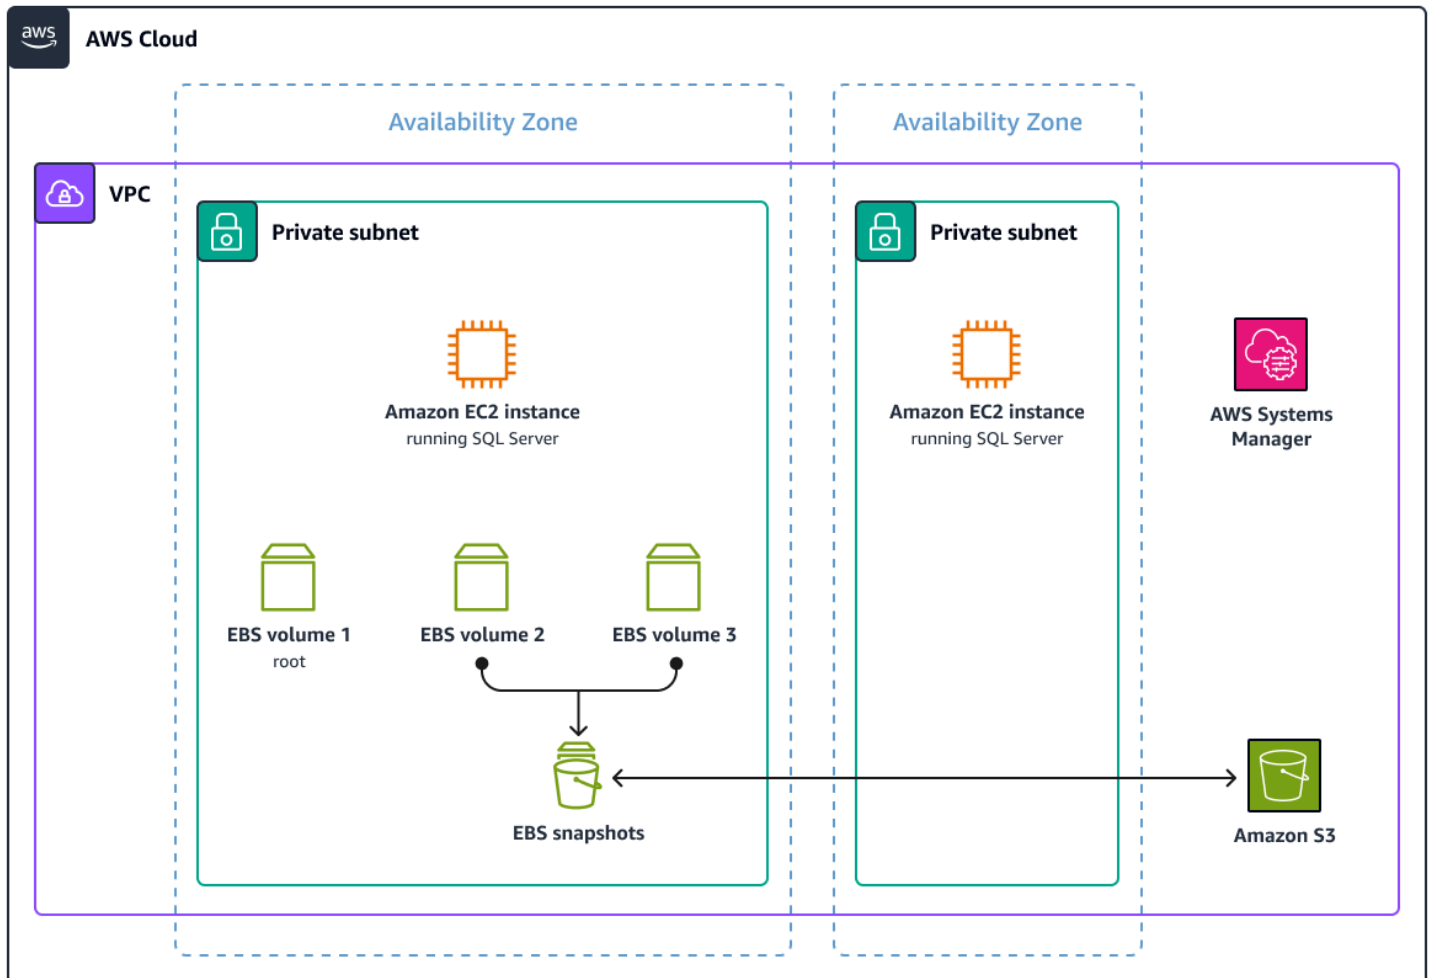 aws
AWS Cloud
Availability Zone
Availability Zone
VPC
Private subnet
Private subnet
Amazon EC2 instance
running SQL Server
Amazon EC2 instance
running SQL Server
AWS Systems
Manager
EBS volume 1
root
EBS volume 2
EBS volume 3
EBS snapshots
Amazon S3